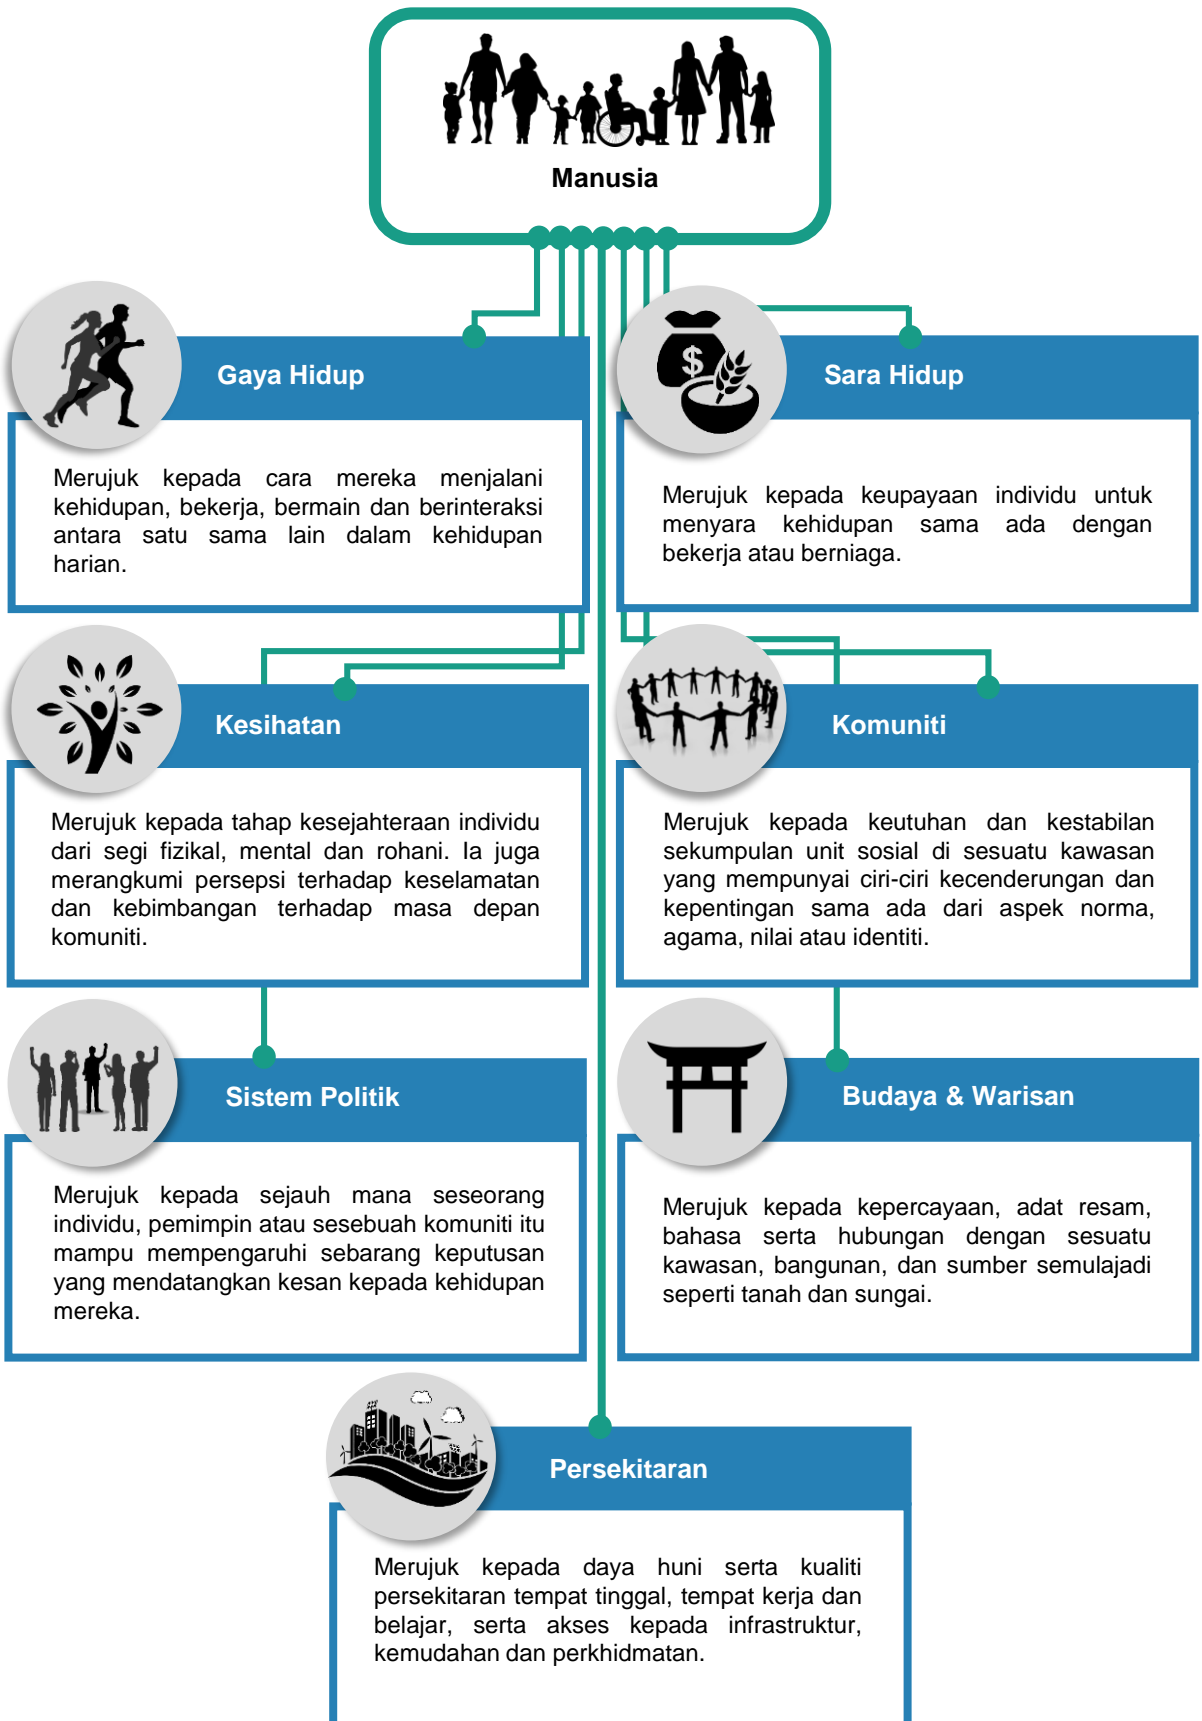 Manusia
Gaya Hidup
Merujuk kepada cara mereka menjalani
kehidupan, bekerja, bermain dan berinteraksi
antara satu sama lain dalam kehidupan
harian.
$
Sara Hidup
Merujuk kepada keupayaan individu untuk
menyara kehidupan sama ada dengan
bekerja atau berniaga.
Kesihatan
Merujuk kepada tahap kesejahteraan individu
dari segi fizikal, mental dan rohani. Ia juga
merangkumi persepsi terhadap keselamatan
dan kebimbangan terhadap masa depan
komuniti.
Komuniti
Merujuk kepada keutuhan dan kestabilan
sekumpulan unit sosial di sesuatu kawasan
yang mempunyai ciri-ciri kecenderungan dan
kepentingan sama ada dari aspek norma,
agama, nilai atau identiti.
Sistem Politik
Merujuk kepada sejauh mana seseorang
individu, pemimpin atau sesebuah komuniti itu
mampu mempengaruhi sebarang keputusan
yang mendatangkan kesan kepada kehidupan
mereka.
Budaya & Warisan
Merujuk kepada kepercayaan, adat resam,
bahasa serta hubungan dengan sesuatu
kawasan, bangunan, dan sumber semulajadi
seperti tanah dan sungai.
Persekitaran
Merujuk kepada daya huni serta kualiti
persekitaran tempat tinggal, tempat kerja dan
belajar, serta akses kepada infrastruktur,
kemudahan dan perkhidmatan.